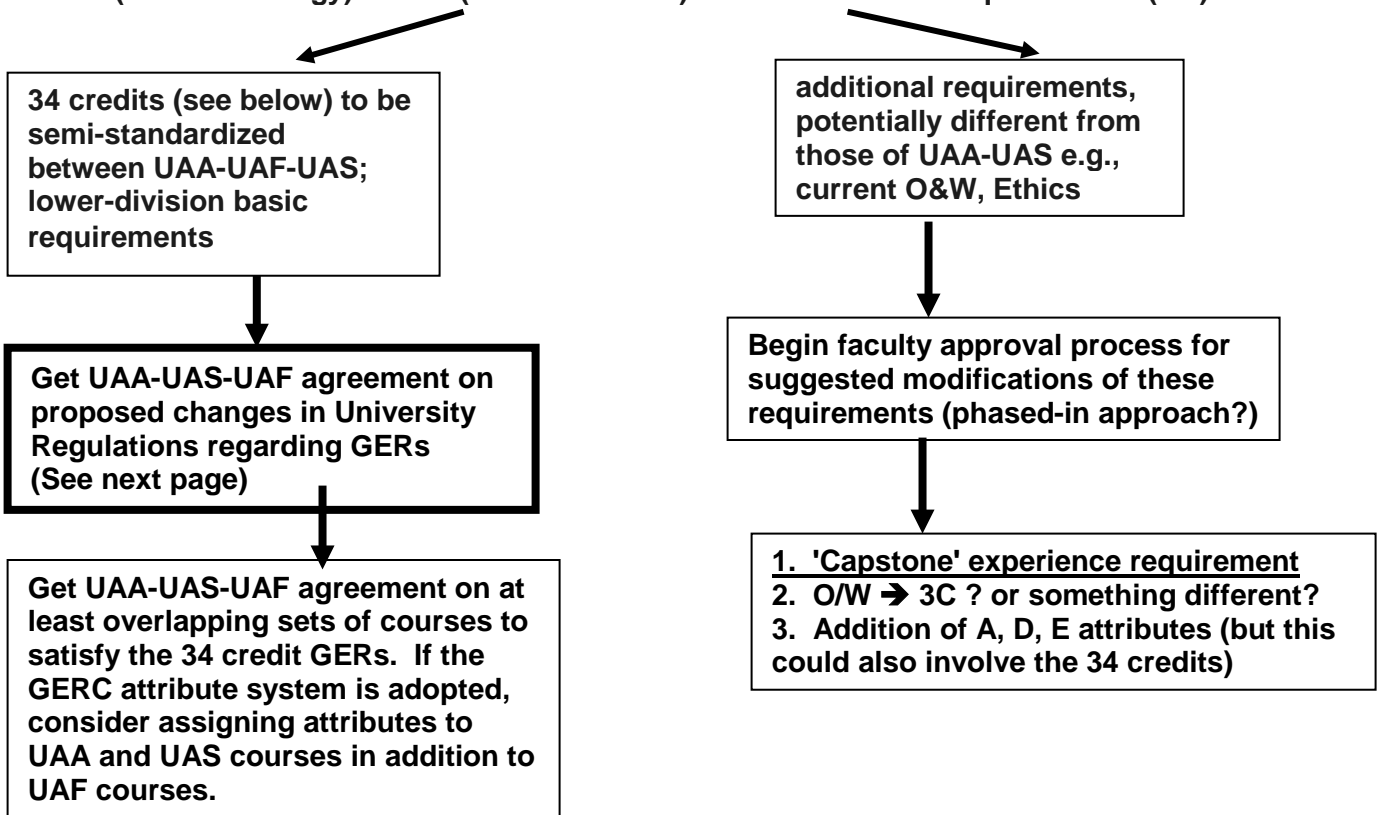 34 credits (see below) to be
semi-standardized
between UAA-UAF-UAS;
lower-division basic
requirements
Get UAA-UAS-UAF agreement on
proposed changes in University
Regulations regarding GERs
(See next page)
Get UAA-UAS-UAF agreement on at
least overlapping sets of courses to
satisfy the 34 credit GERs. If the
GERC attribute system is adopted,
consider assigning attributes to
UAA and UAS courses in addition to
UAF courses.
additional requirements,
potentially different from
those of UAA-UAS e.g.,
current O&W, Ethics
Begin faculty approval process for
suggested modifications of these
requirements (phased-in approach?)
1. 'Capstone' experience requirement
2. O/W ➔ 3C ? or something different?
3. Addition of A, D, E attributes (but this
could also involve the 34 credits)